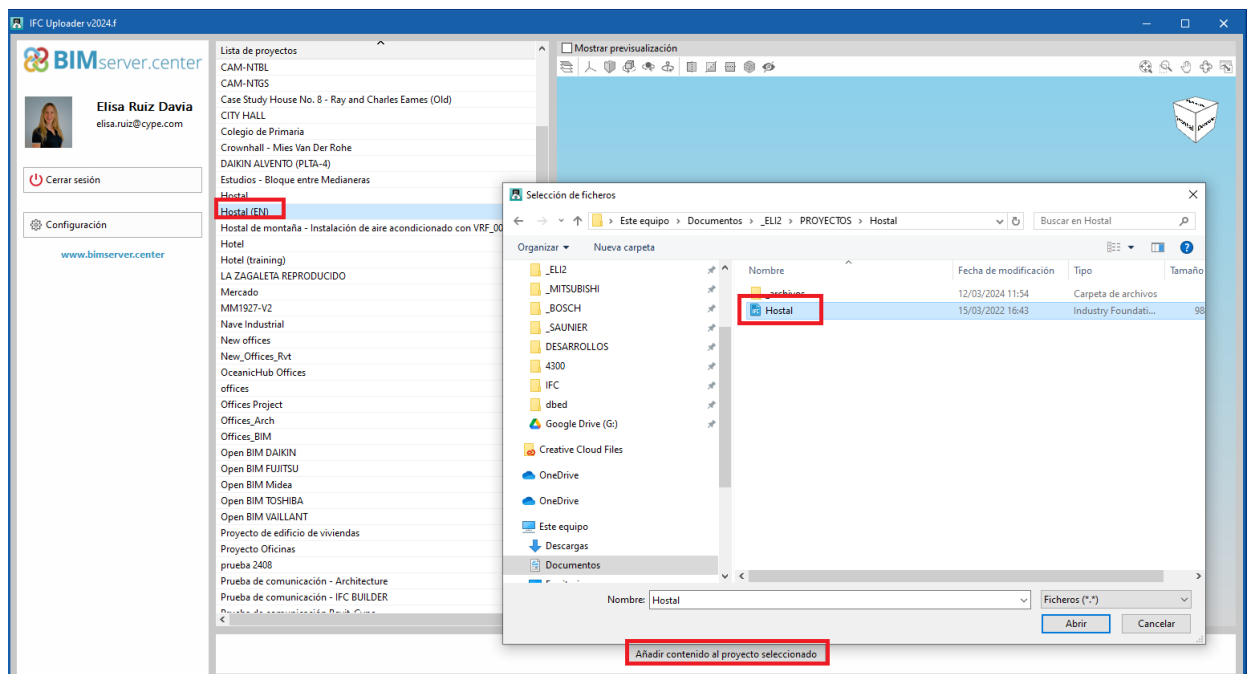 IFC Uploader v2024.f
BIMserver.center
Elisa Ruiz Davia
elisa.ruiz@cype.com
Cerrar sesión
Configuración
www.bimserver.center
Lista de proyectos
CAM-NTBL
CAM-NTGS
Case Study House No. 8 - Ray and Charles Eames (Old)
CITY HALL
Colegio de Primaria
Crownhall - Mies Van Der Rohe
DAIKIN ALVENTO (PLTA-4)
Estudios - Bloque entre Medianeras
Hostal
Hostal (EN)
Hostal de montaña - Instalación de aire acondicionado con VRF_00
Hotel
Hotel (training)
LA ZAGALETA REPRODUCIDO
Mercado
MM1927-V2
Nave Industrial
New offices
New_Offices_Rvt
OceanicHub Offices
offices
Offices Project
Offices_Arch
Offices_BIM
Open BIM DAIKIN
Open BIM FUJITSU
Open BIM Midea
Open BIM TOSHIBA
Open BIM VAILLANT
Proyecto de edificio de viviendas
Proyecto Oficinas
prueba 2408
Prueba de comunicación - Architecture
Prueba de comunicación - IFC BUILDER
Mostrar previsualización
Selección de ficheros
Este equipo > Documentos > _ELI2 > PROYECTOS > Hostal
Buscar en Hostal
Organizar
Nueva carpeta
_ELI2
_MITSUBISHI
_BOSCH
_SAUNIER
DESARROLLOS
4300
IFC
dbed
Google Drive (G:)
Creative Cloud Files
OneDrive
OneDrive
Este equipo
Descargas
Documentos
Nombre Fecha de modificación Tipo Tamaño
_archivos 12/03/2024 11:54 Carpeta de archivos
Hostal 15/03/2022 16:43 Industry Foundati... 98
Nombre: Hostal
Ficheros (*.*)
Abrir
Cancelar
Añadir contenido al proyecto seleccionado